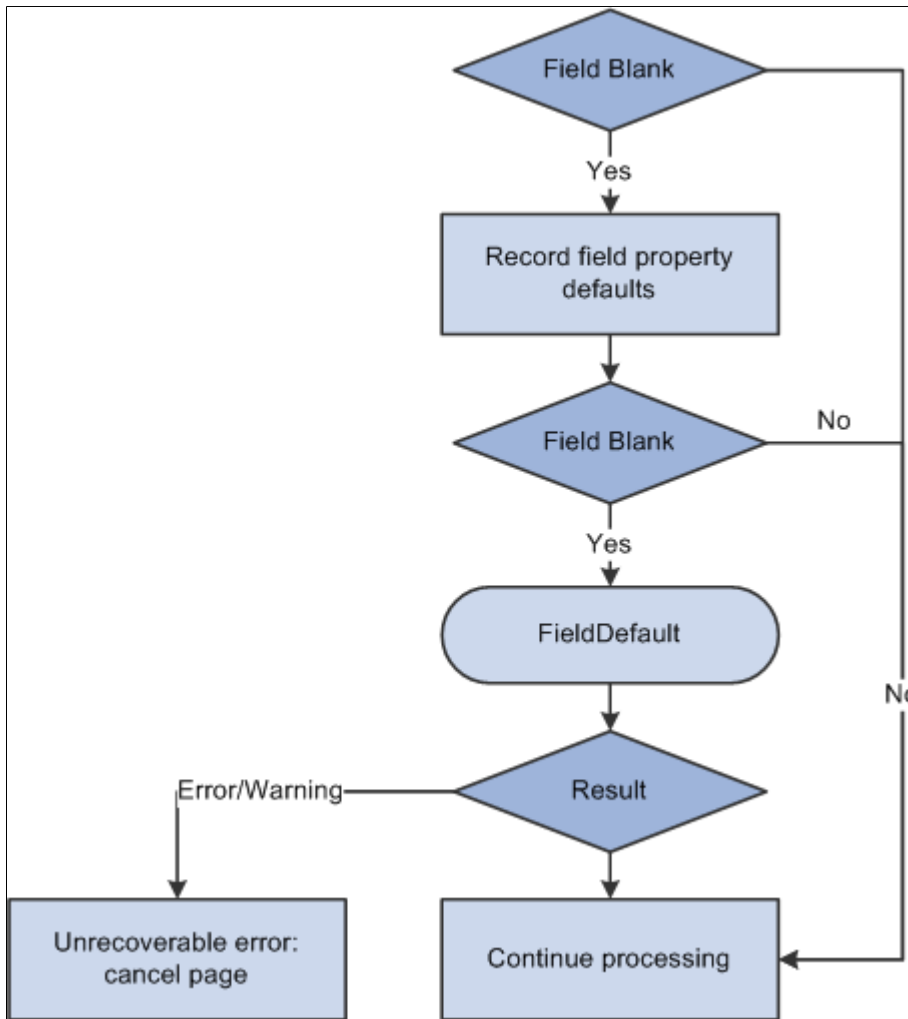 Field Blank
Yes
Record field property
defaults
Field Blank
No
Yes
FieldDefault
No
Error/Warning
Result
Unrecoverable error:
cancel page
Continue processing